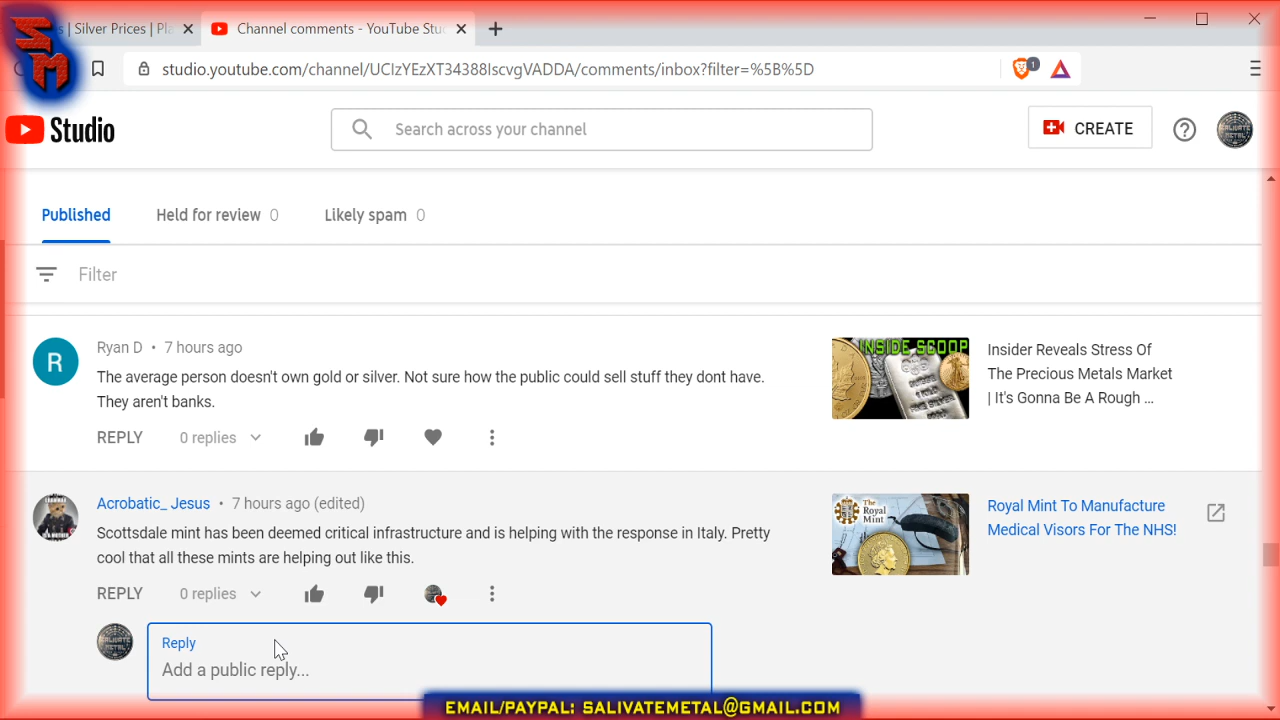 SM
s | Silver Prices | Pla
Channel comments - YouTube Stu
studio.youtube.com/channel/UCIzYEzXT34388IscvgVADDA/comments/inbox?filter=%5B%5D
1
Studio
Search across your channel
CREATE
Published
Held for review 0
Likely spam 0
Filter
R
Ryan D • 7 hours ago
The average person doesn't own gold or silver. Not sure how the public could sell stuff they dont have.
They aren't banks.
REPLY
0 replies
INSIDE SCOOP
Insider Reveals Stress Of
The Precious Metals Market
| It's Gonna Be A Rough ...
Acrobatic_ Jesus • 7 hours ago (edited)
Scottsdale mint has been deemed critical infrastructure and is helping with the response in Italy. Pretty
cool that all these mints are helping out like this.
REPLY
0 replies
The
Royal
Mint
Royal Mint To Manufacture
Medical Visors For The NHS!
Reply
Add a public reply...
EMAIL/PAYPAL: SALIVATEMETAL@GMAIL.COM